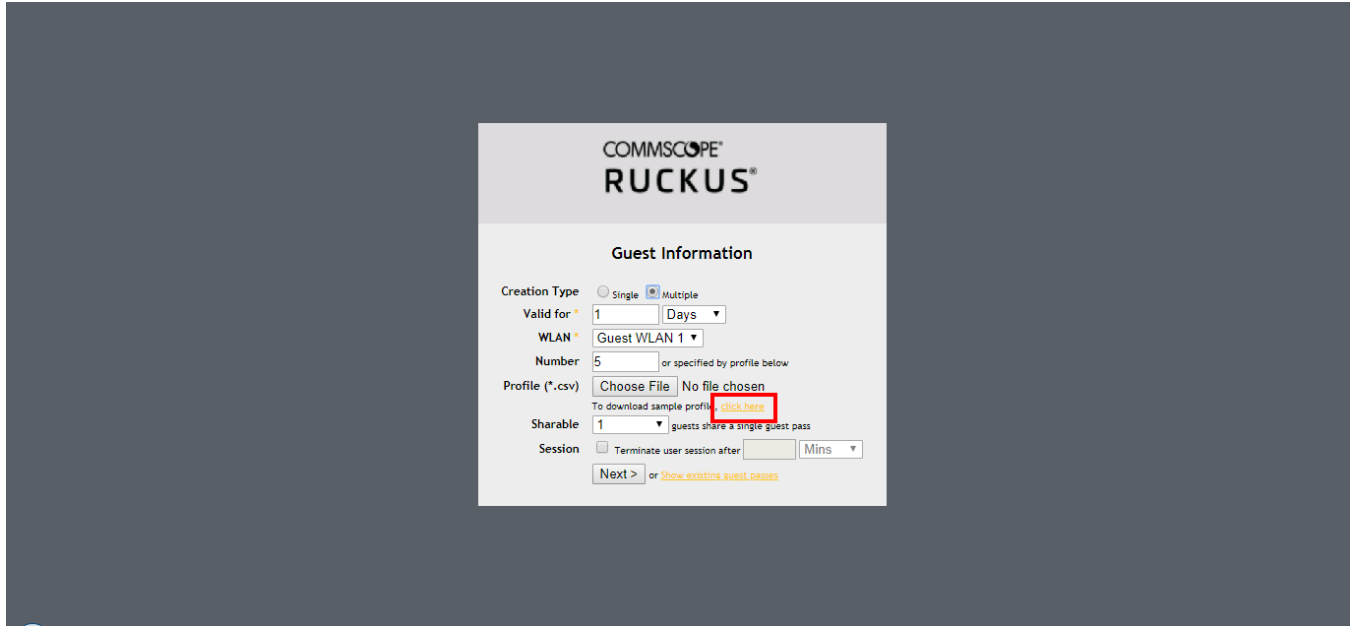 COMMSCOPE®
RUCKUS®
Guest Information
Creation Type Single Multiple
Valid for * 1 Days
WLAN * Guest WLAN 1
Number 5 or specified by profile below
Profile (*.csv) Choose File No file chosen
To download sample profile, click here
Sharable 1 guests share a single guest pass
Session Terminate user session after Mins
Next > or Show existing guest passes